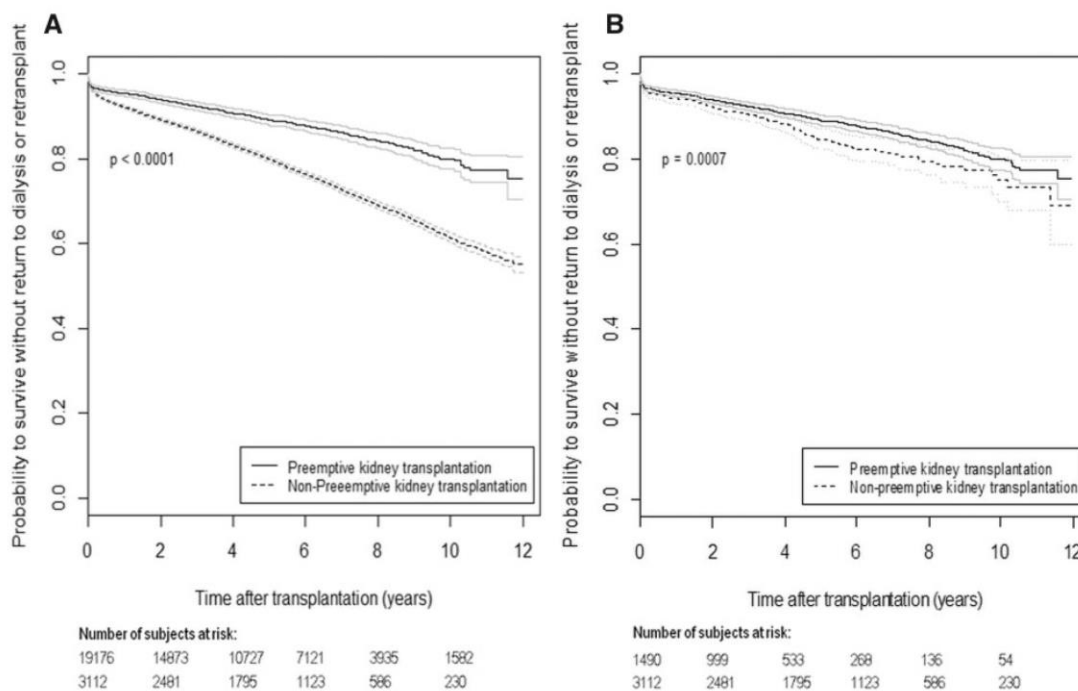 A
Probability to survive without return to dialysis or retransplant
1.0
0.8
0.6
0.4
0.2
0.0
p < 0.0001
Preemptive kidney transplantation
Non-Preeemptive kidney transplantation
0 2 4 6 8 10 12
Time after transplantation (years)
Number of subjects at risk:
19176 14873 10727 7121 3935 1582
3112 2481 1795 1123 586 230
B
Probability to survive without return to dialysis or retransplant
1.0
0.8
0.6
0.4
0.2
0.0
p = 0.0007
Preemptive kidney transplantation
Non-preemptive kidney transplantation
0 2 4 6 8 10 12
Time after transplantation (years)
Number of subjects at risk:
1490 999 533 268 136 54
3112 2481 1795 1123 586 230